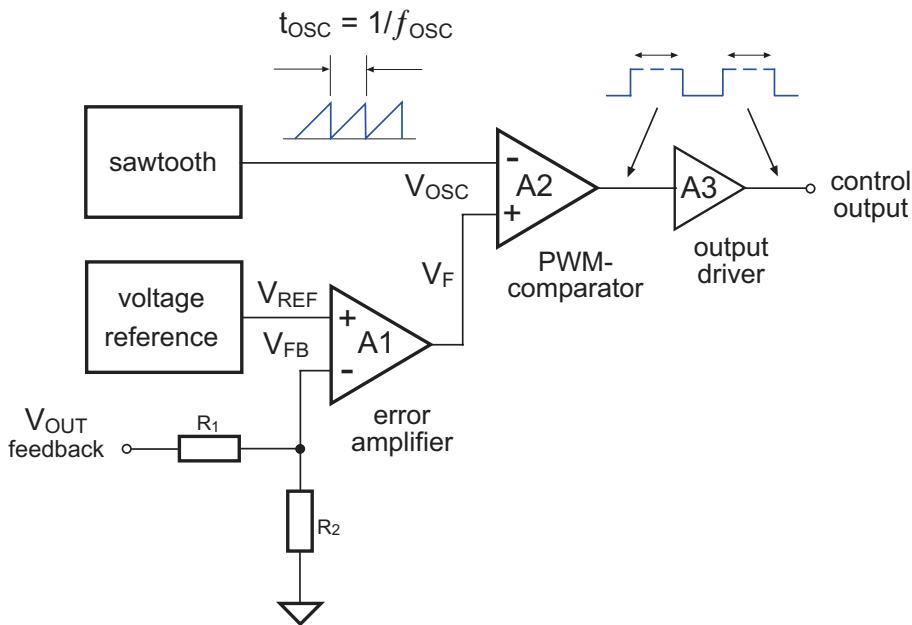 tOSC = 1/fOSC
sawtooth
VOSC
-
+
A2
PWM-
comparator
A3
output
driver
control
output
voltage
reference
VREF
VFB
+
-
A1
VF
error
amplifier
VOUT
feedback
R1
R2